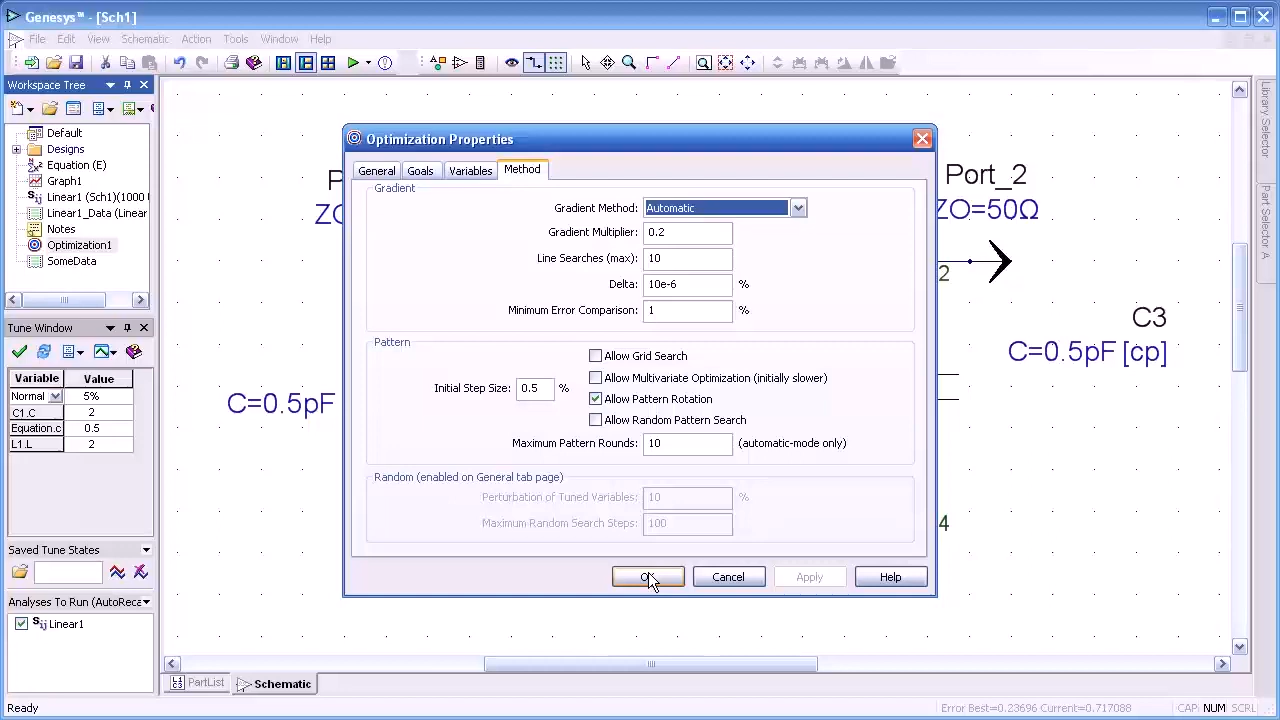 Genesys™ - [Sch1]
File Edit View Schematic Action Tools Window Help
Workspace Tree
Default
Designs
Equation (E)
Graph1
Linear1 (Sch1)(1000
Linear1_Data (Linear
Notes
Optimization1
SomeData
Tune Window
Variable Value
Normal 5%
C1.C 2
Equation.c 0.5
L1.L 2
Saved Tune States
Analyses To Run (AutoReca
Sij Linear1
Optimization Properties
General Goals Variables Method
Gradient
Gradient Method: Automatic
Gradient Multiplier: 0.2
Line Searches (max): 10
Delta: 10e-6 %
Minimum Error Comparison: 1 %
Pattern
Allow Grid Search
Initial Step Size: 0.5 %
Allow Multivariate Optimization (initially slower)
Allow Pattern Rotation
Allow Random Pattern Search
Maximum Pattern Rounds: 10 (automatic-mode only)
Random (enabled on General tab page)
Perturbation of Tuned Variables: 10 %
Maximum Random Search Steps: 100
OK Cancel Apply Help
Port_2
ZO=50Ω
2
C3
C=0.5pF [cp]
C=0.5pF
4
Library Selector
Part Selector A
PartList Schematic
Ready
Error Best=0.23696 Current=0.717088
CAP NUM SCRL